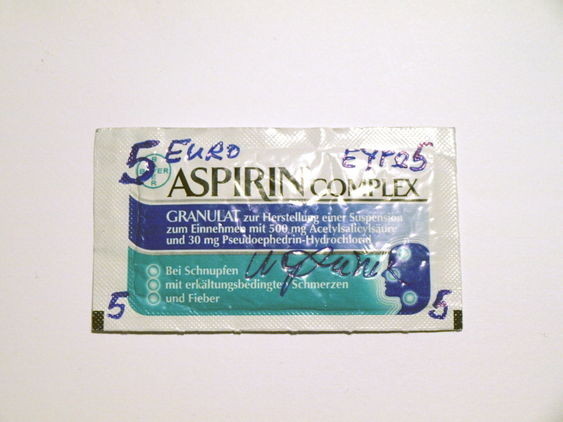 5 EURO EYPΩ 5
BAYER
ASPIRIN COMPLEX
GRANULAT zur Herstellung einer Suspension
zum Einnehmen mit 500 mg Acetylsalicylsäure
und 30 mg Pseudoephedrin-Hydrochlorid
Bei Schnupfen
mit erkältungsbedingten Schmerzen
und Fieber
5 5